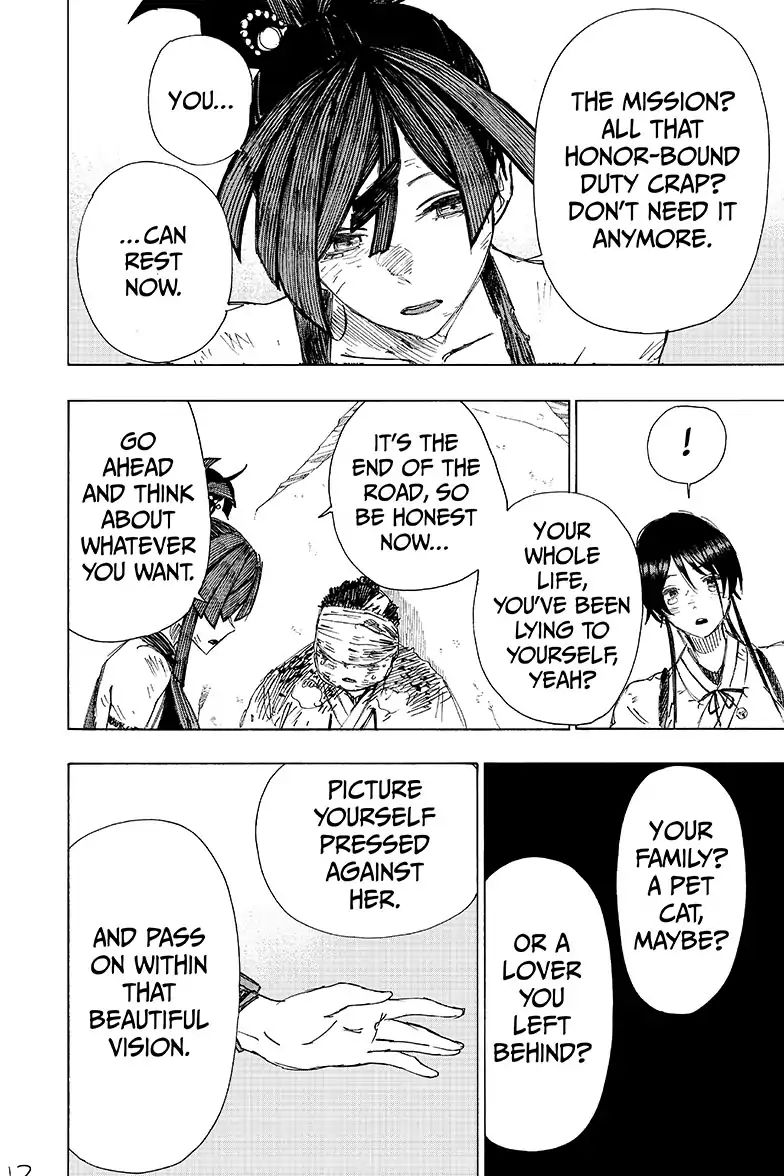 THE MISSION?
ALL THAT
HONOR-BOUND
DUTY CRAP?
DON'T NEED IT
ANYMORE.
YOU...
...CAN
REST
NOW.
!
YOUR
WHOLE
LIFE,
YOU'VE BEEN
LYING TO
YOURSELF,
YEAH?
IT'S THE
END OF THE
ROAD, SO
BE HONEST
NOW...
GO
AHEAD
AND THINK
ABOUT
WHATEVER
YOU WANT.
YOUR
FAMILY?
A PET
CAT,
MAYBE?
OR A
LOVER
YOU
LEFT
BEHIND?
PICTURE
YOURSELF
PRESSED
AGAINST
HER.
AND PASS
ON WITHIN
THAT
BEAUTIFUL
VISION.